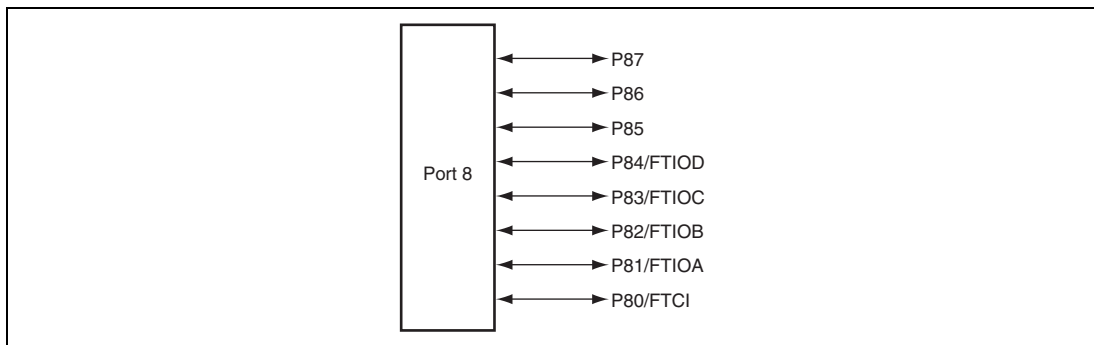 Port 8
P87
P86
P85
P84/FTIOD
P83/FTIOC
P82/FTIOB
P81/FTIOA
P80/FTCI